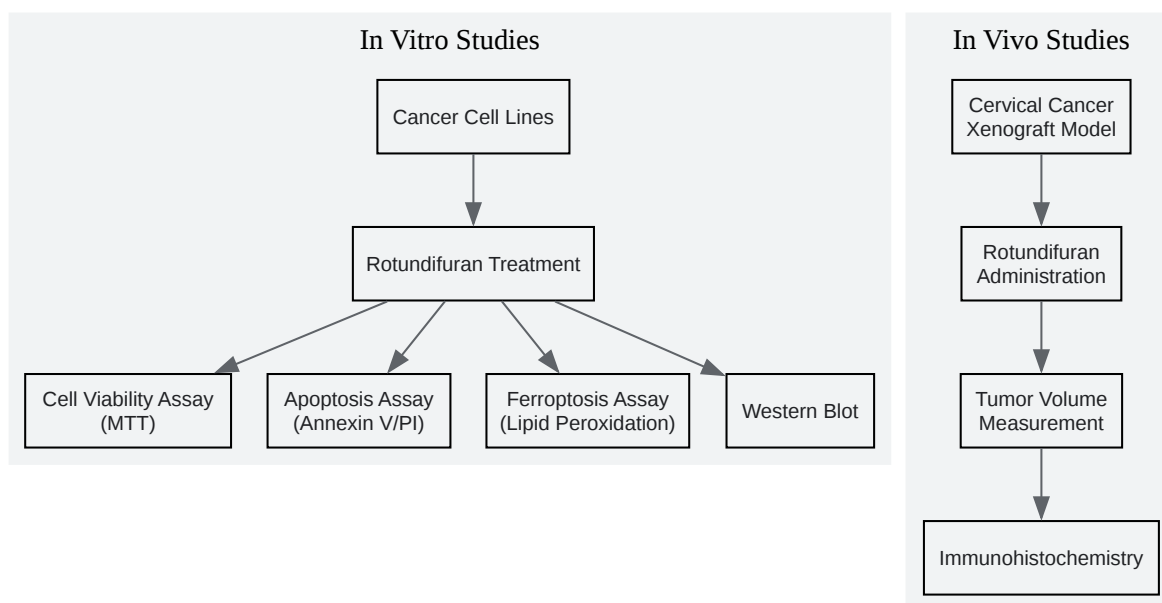 In Vitro Studies
Cancer Cell Lines
Rotundifuran Treatment
Cell Viability Assay
(MTT)
Apoptosis Assay
(Annexin V/PI)
Ferroptosis Assay
(Lipid Peroxidation)
Western Blot
In Vivo Studies
Cervical Cancer
Xenograft Model
Rotundifuran
Administration
Tumor Volume
Measurement
Immunohistochemistry